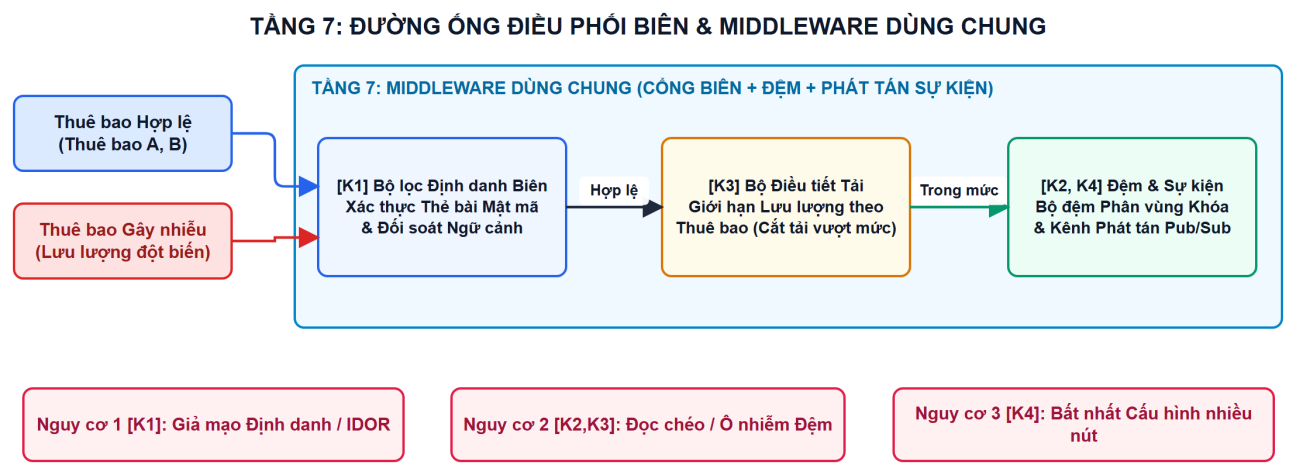 TẦNG 7: ĐƯỜNG ỐNG ĐIỀU PHỐI BIÊN & MIDDLEWARE DÙNG CHUNG
TẦNG 7: MIDDLEWARE DÙNG CHUNG (CỔNG BIÊN + ĐỆM + PHÁT TÁN SỰ KIỆN)
Thuê bao Hợp lệ
(Thuê bao A, B)
Thuê bao Gây nhiễu
(Lưu lượng đột biến)
[K1] Bộ lọc Định danh Biên
Xác thực Thẻ bài Mật mã
& Đối soát Ngữ cảnh
Hợp lệ
[K3] Bộ Điều tiết Tải
Giới hạn Lưu lượng theo
Thuê bao (Cắt tải vượt mức)
Trong mức
[K2, K4] Đệm & Sự kiện
Bộ đệm Phân vùng Khóa
& Kênh Phát tán Pub/Sub
Nguy cơ 1 [K1]: Giả mạo Định danh / IDOR
Nguy cơ 2 [K2,K3]: Đọc chéo / Ô nhiễm Đệm
Nguy cơ 3 [K4]: Bất nhất Cấu hình nhiều
nút